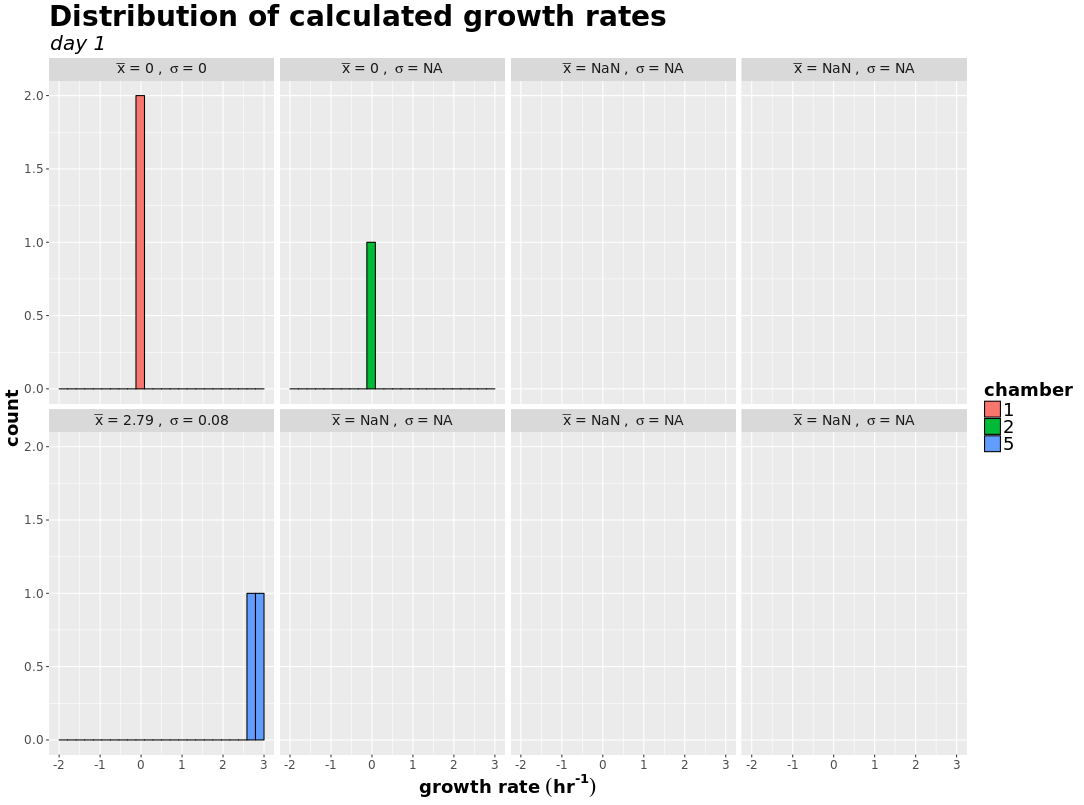 Distribution of calculated growth rates
day 1
x̅ = 0 , σ = 0
x̅ = 0 , σ = NA
x̅ = NaN , σ = NA
x̅ = NaN , σ = NA
2.0
1.5
1.0
0.5
0.0
x̅ = 2.79 , σ = 0.08
x̅ = NaN , σ = NA
x̅ = NaN , σ = NA
x̅ = NaN , σ = NA
2.0
1.5
1.0
0.5
0.0
-2 -1 0 1 2 3
-2 -1 0 1 2 3
-2 -1 0 1 2 3
-2 -1 0 1 2 3
count
growth rate (hr⁻¹)
chamber
1
2
5